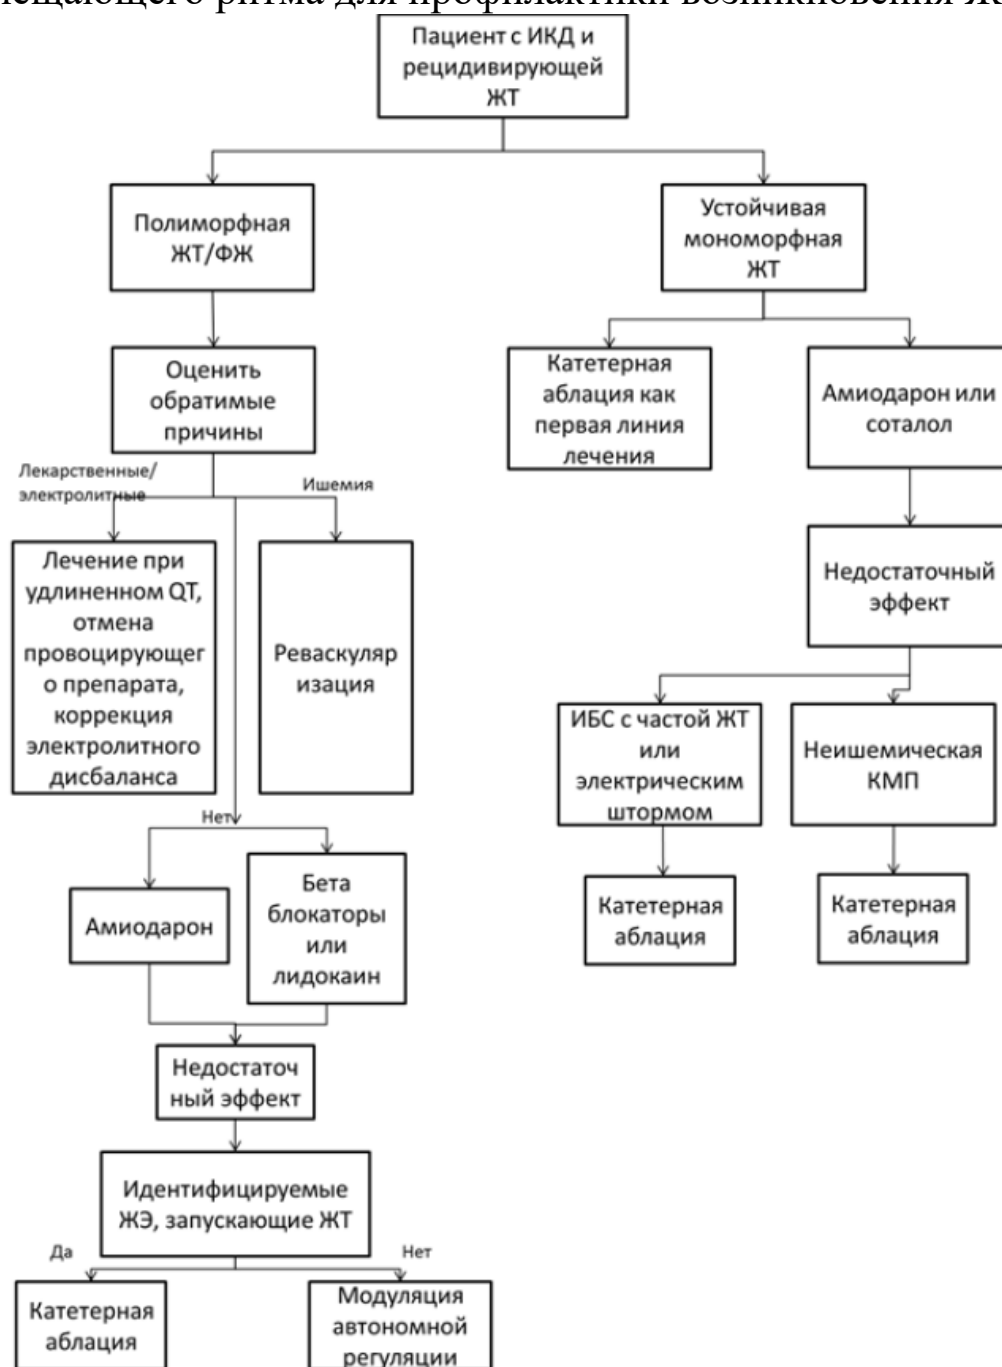 ещающего ритма для профилактики возникновения
Пациент с ИКД и
рецидивирующей
ЖТ
Полиморфная
ЖТ/ФЖ
Устойчивая
мономорфная
ЖТ
Оценить
обратимые
причины
Катетерная
аблация как
первая линия
лечения
Амиодарон или
соталол
Лекарственные/
электролитные
Ишемия
Лечение при
удлиненном QT,
отмена
провоцирующег
о препарата,
коррекция
электролитного
дисбаланса
Реваскуляр
изация
Недостаточный
эффект
ИБС с частой ЖТ
или
электрическим
штормом
Неишемическая
КМП
Нет
Амиодарон
Бета
блокаторы
или
лидокаин
Катетерная
аблация
Катетерная
аблация
Недостаточ
ный эффект
Идентифицируемые
ЖЭ, запускающие ЖТ
Да
Нет
Катетерная
аблация
Модуляция
автономной
регуляции